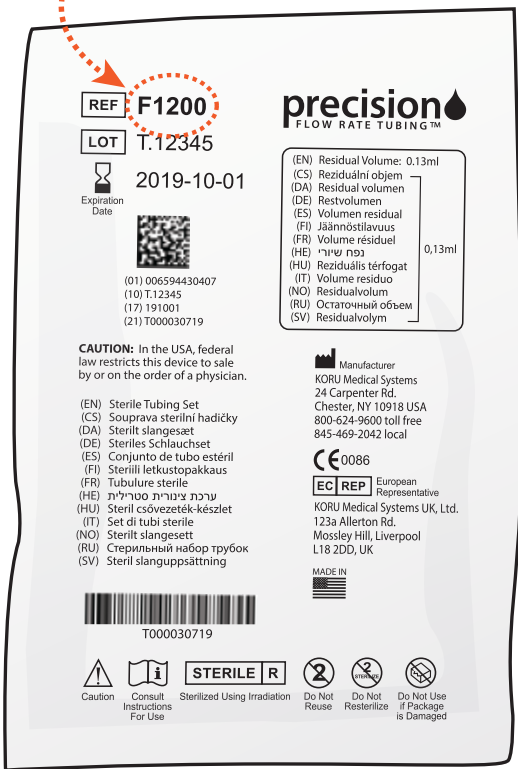 REF F1200
LOT T.12345
2019-10-01
Expiration
Date
(01) 006594430407
(10) T.12345
(17) 191001
(21) T000030719
CAUTION: In the USA, federal
law restricts this device to sale
by or on the order of a physician.
(EN) Sterile Tubing Set
(CS) Souprava sterilní hadičky
(DA) Sterilt slangesæt
(DE) Steriles Schlauchset
(ES) Conjunto de tubo estéril
(FI) Steriili letkustopakkaus
(FR) Tubulure sterile
(HE) ערכת צינורית סטרילית
(HU) Steril csővezeték-készlet
(IT) Set di tubi sterile
(NO) Sterilt slangesett
(RU) Стерильный набор трубок
(SV) Steril slanguppsättning
T000030719
precision
FLOW RATE TUBING™
(EN) Residual Volume: 0.13ml
(CS) Reziduální objem
(DA) Residual volumen
(DE) Restvolumen
(ES) Volumen residual
(FI) Jäännöstilavuus
(FR) Volume résiduel
(HE) נפח שיורי
(HU) Reziduális térfogat
(IT) Volume residuo
(NO) Residualvolum
(RU) Остаточный объем
(SV) Residualvolym
0,13ml
Manufacturer
KORU Medical Systems
24 Carpenter Rd.
Chester, NY 10918 USA
800-624-9600 toll free
845-469-2042 local
CE 0086
EC REP European
Representative
KORU Medical Systems UK, Ltd.
123a Allerton Rd.
Mossley Hill, Liverpool
L18 2DD, UK
MADE IN
Caution
Consult
Instructions
For Use
STERILE R
Sterilized Using Irradiation
2
Do Not
Reuse
2
STERILIZE
Do Not
Resterilize
Do Not Use
if Package
is Damaged